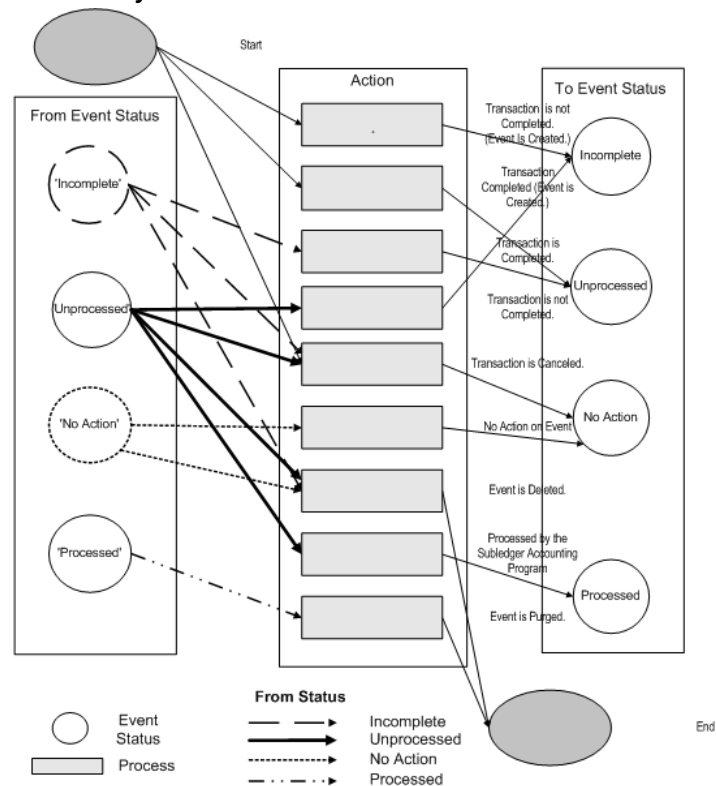 Start
Action
From Event Status
To Event Status
Transaction is not
Completed.
(Event Is Created.)
Incomplete
'Incomplete'
Transaction
Completed (Event is
Created.)
Transaction is
Completed.
Unprocessed
'Unprocessed'
Transaction is not
Completed.
Transaction is Canceled.
No Action
'No Action'
No Action on Event
Event is Deleted.
Processed by the
Subledger Accounting
Program
'Processed'
Processed
Event is Purged.
From Status
Event
Status
Process
Incomplete
Unprocessed
No Action
Processed
End